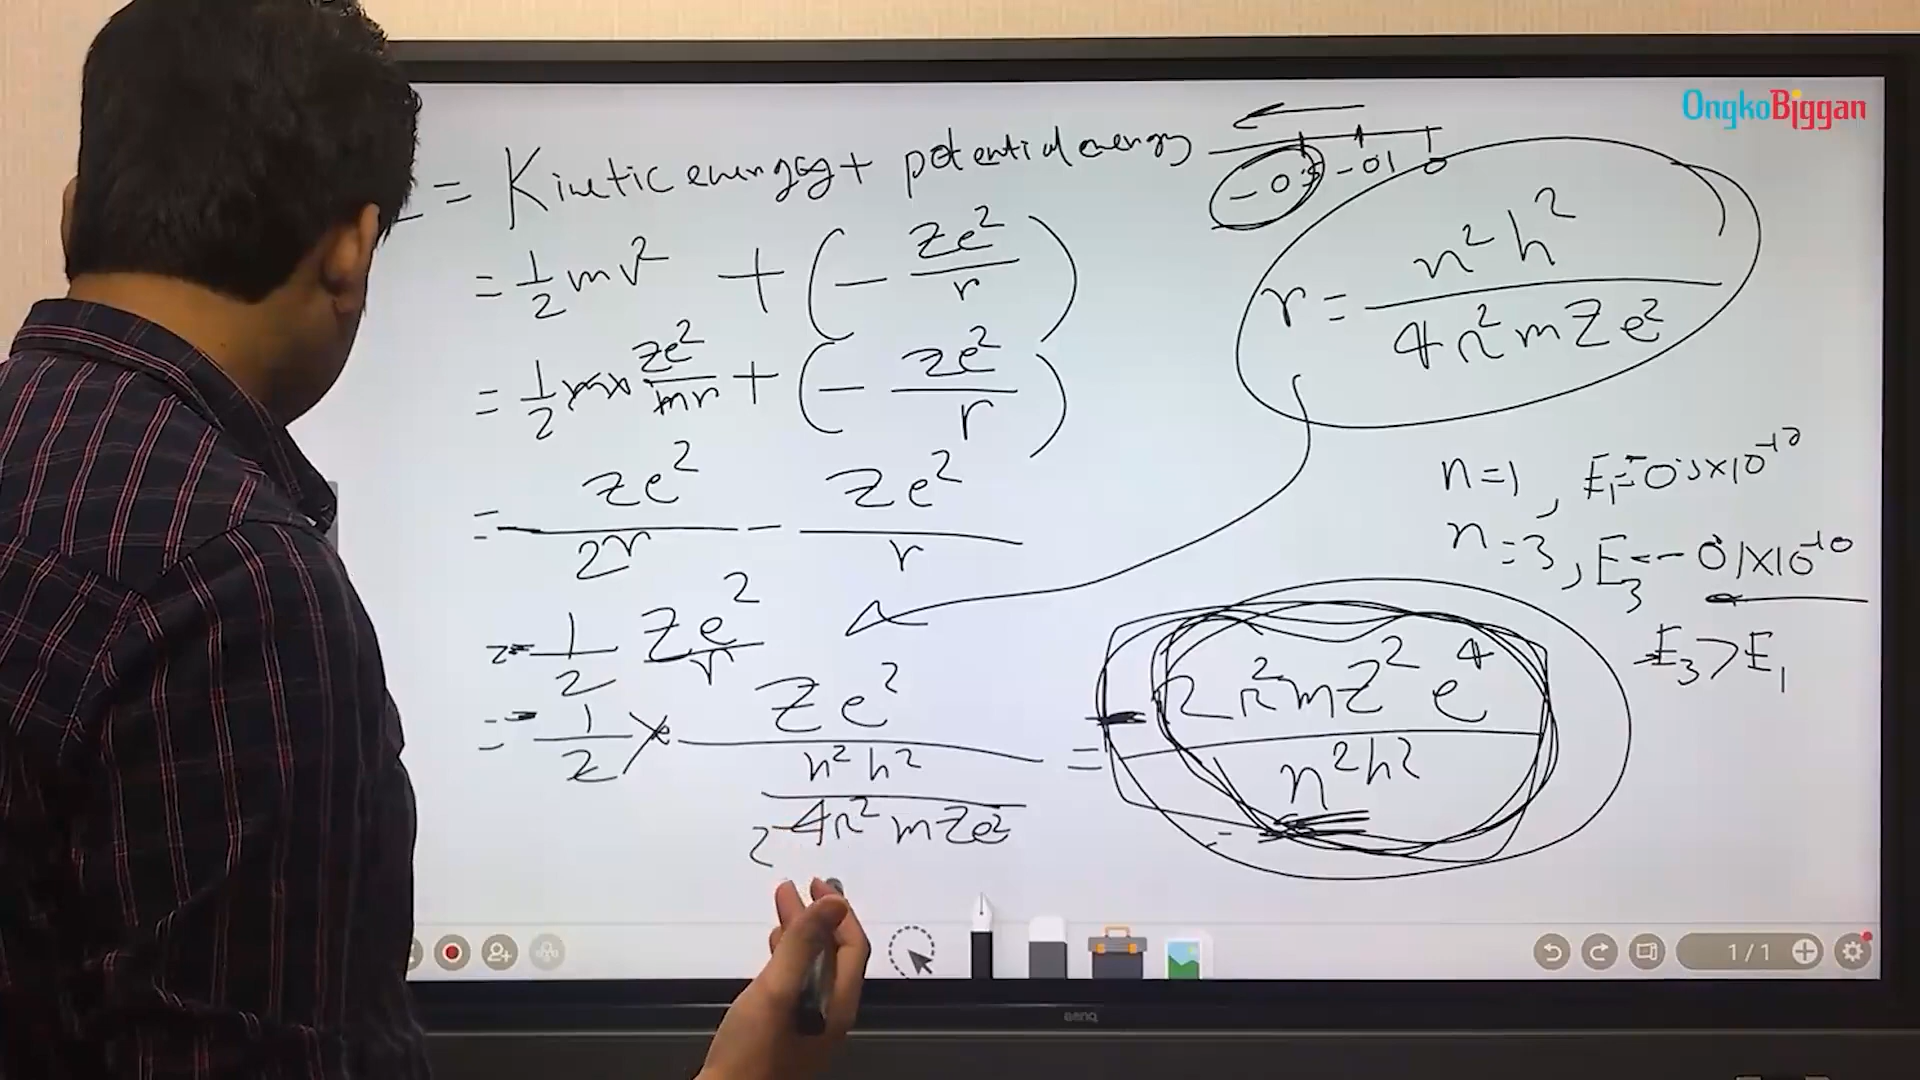 OngkoBiggan
= Kinetic energy + potential energy
-0.5 -0.1 0
= 1/2 mv² + (- Ze²/r)
r = n²h² / 4π²mZe²
= 1/2 m × Ze²/mr + (- Ze²/r)
= Ze²/2r - Ze²/r
n=1, E₁=-0.5×10⁻¹⁰
n=3, E₃=-0.1×10⁻¹⁰
E₃>E₁
= - 1/2 Ze²/r
= - 1/2 × Ze² / (n²h² / 4π²mZe²) = - 2π²mZ²e⁴ / n²h²
2
1/1
BenQ